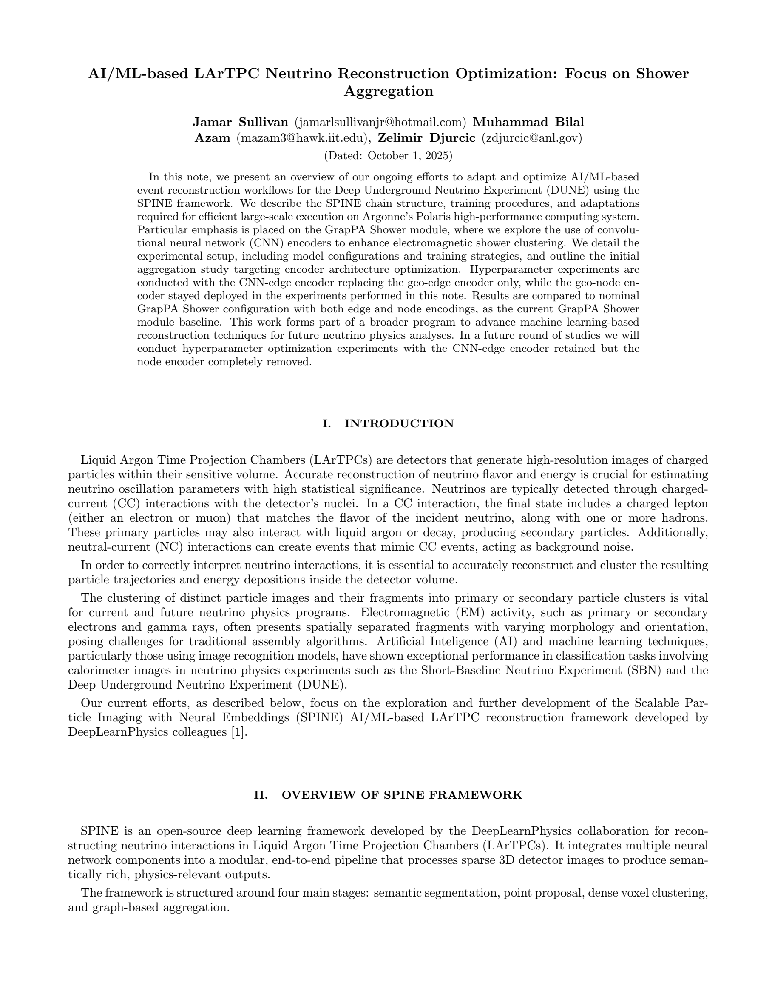 AI/ML-based LArTPC Neutrino Reconstruction Optimization: Focus on Shower
Aggregation
Jamar Sullivan (jamarlsullivanjr@hotmail.com) Muhammad Bilal
Azam (mazam3@hawk.iit.edu), Zelimir Djurcic (zdjurcic@anl.gov)
(Dated: October 1, 2025)
In this note, we present an overview of our ongoing efforts to adapt and optimize AI/ML-based
event reconstruction workflows for the Deep Underground Neutrino Experiment (DUNE) using the
SPINE framework. We describe the SPINE chain structure, training procedures, and adaptations
required for efficient large-scale execution on Argonne's Polaris high-performance computing system.
Particular emphasis is placed on the GrapPA Shower module, where we explore the use of convolu-
tional neural network (CNN) encoders to enhance electromagnetic shower clustering. We detail the
experimental setup, including model configurations and training strategies, and outline the initial
aggregation study targeting encoder architecture optimization. Hyperparameter experiments are
conducted with the CNN-edge encoder replacing the geo-edge encoder only, while the geo-node en-
coder stayed deployed in the experiments performed in this note. Results are compared to nominal
GrapPA Shower configuration with both edge and node encodings, as the current GrapPA Shower
module baseline. This work forms part of a broader program to advance machine learning-based
reconstruction techniques for future neutrino physics analyses. In a future round of studies we will
conduct hyperparameter optimization experiments with the CNN-edge encoder retained but the
node encoder completely removed.
I. INTRODUCTION
Liquid Argon Time Projection Chambers (LArTPCs) are detectors that generate high-resolution images of charged
particles within their sensitive volume. Accurate reconstruction of neutrino flavor and energy is crucial for estimating
neutrino oscillation parameters with high statistical significance. Neutrinos are typically detected through charged-
current (CC) interactions with the detector's nuclei. In a CC interaction, the final state includes a charged lepton
(either an electron or muon) that matches the flavor of the incident neutrino, along with one or more hadrons.
These primary particles may also interact with liquid argon or decay, producing secondary particles. Additionally,
neutral-current (NC) interactions can create events that mimic CC events, acting as background noise.
In order to correctly interpret neutrino interactions, it is essential to accurately reconstruct and cluster the resulting
particle trajectories and energy depositions inside the detector volume.
The clustering of distinct particle images and their fragments into primary or secondary particle clusters is vital
for current and future neutrino physics programs. Electromagnetic (EM) activity, such as primary or secondary
electrons and gamma rays, often presents spatially separated fragments with varying morphology and orientation,
posing challenges for traditional assembly algorithms. Artificial Inteligence (AI) and machine learning techniques,
particularly those using image recognition models, have shown exceptional performance in classification tasks involving
calorimeter images in neutrino physics experiments such as the Short-Baseline Neutrino Experiment (SBN) and the
Deep Underground Neutrino Experiment (DUNE).
Our current efforts, as described below, focus on the exploration and further development of the Scalable Par-
ticle Imaging with Neural Embeddings (SPINE) AI/ML-based LArTPC reconstruction framework developed by
DeepLearnPhysics colleagues [1].
II. OVERVIEW OF SPINE FRAMEWORK
SPINE is an open-source deep learning framework developed by the DeepLearnPhysics collaboration for recon-
structing neutrino interactions in Liquid Argon Time Projection Chambers (LArTPCs). It integrates multiple neural
network components into a modular, end-to-end pipeline that processes sparse 3D detector images to produce seman-
tically rich, physics-relevant outputs.
The framework is structured around four main stages: semantic segmentation, point proposal, dense voxel clustering,
and graph-based aggregation.